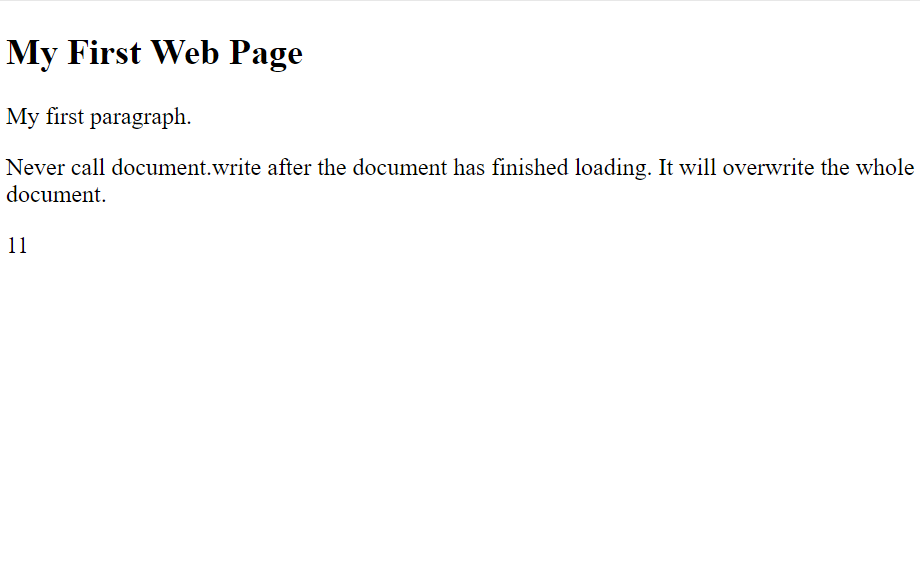 My First Web Page
My first paragraph.
Never call document.write after the document has finished loading. It will overwrite the whole
document.
11